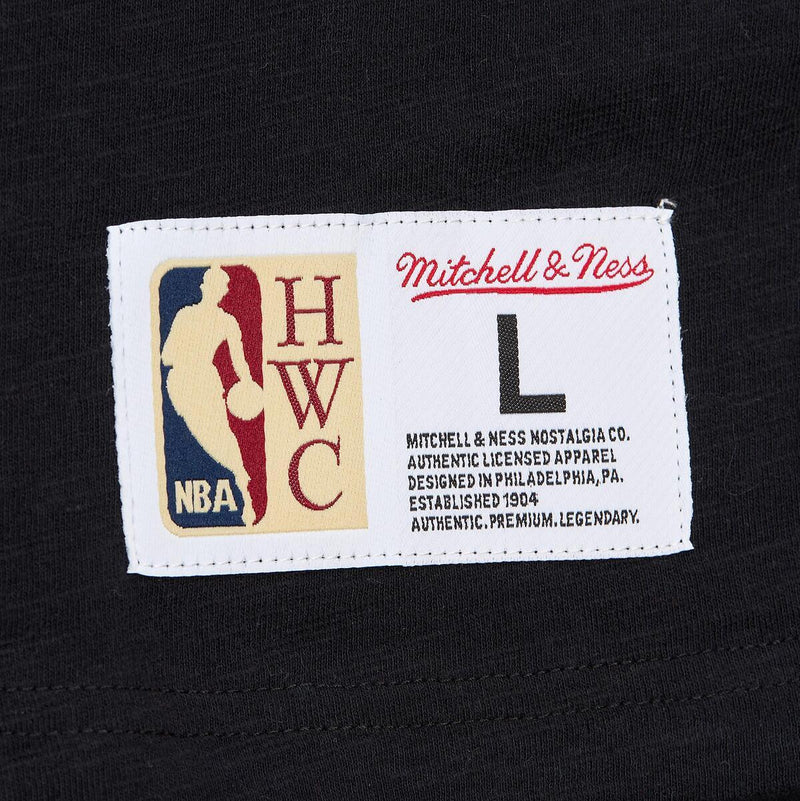 H
W
C
NBA
Mitchell & Ness
L
MITCHELL & NESS NOSTALGIA CO.
AUTHENTIC LICENSED APPAREL
DESIGNED IN PHILADELPHIA, PA.
ESTABLISHED 1904
AUTHENTIC. PREMIUM. LEGENDARY.